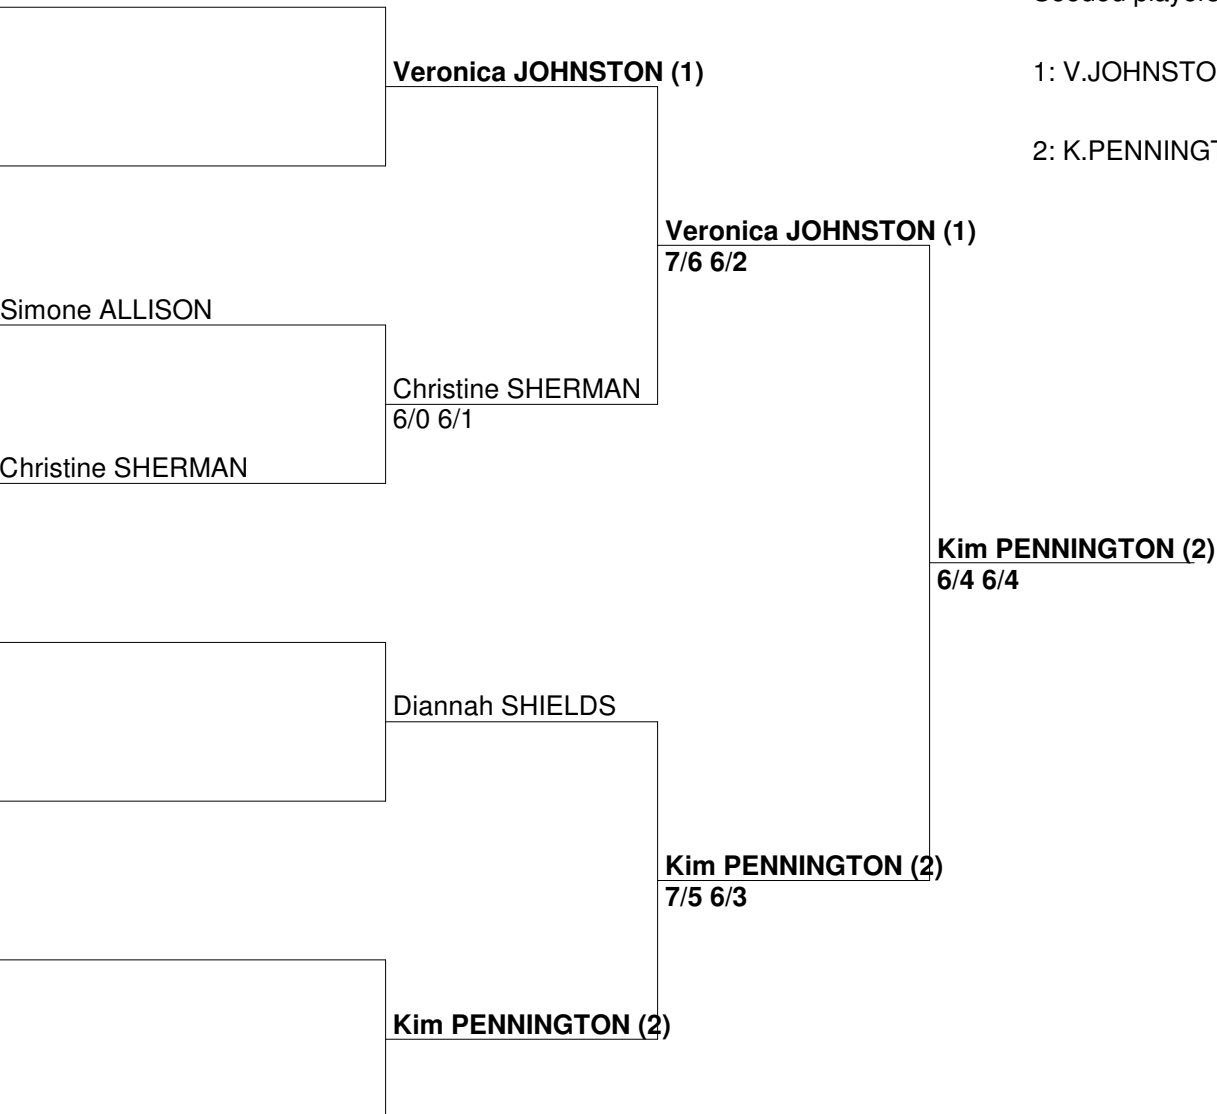 Veronica JOHNSTON (1)
1: V.JOHNSTO
2: K.PENNING
Veronica JOHNSTON (1)
7/6 6/2
Simone ALLISON
Christine SHERMAN
6/0 6/1
Christine SHERMAN
Kim PENNINGTON (2)
6/4 6/4
Diannah SHIELDS
Kim PENNINGTON (2)
7/5 6/3
Kim PENNINGTON (2)